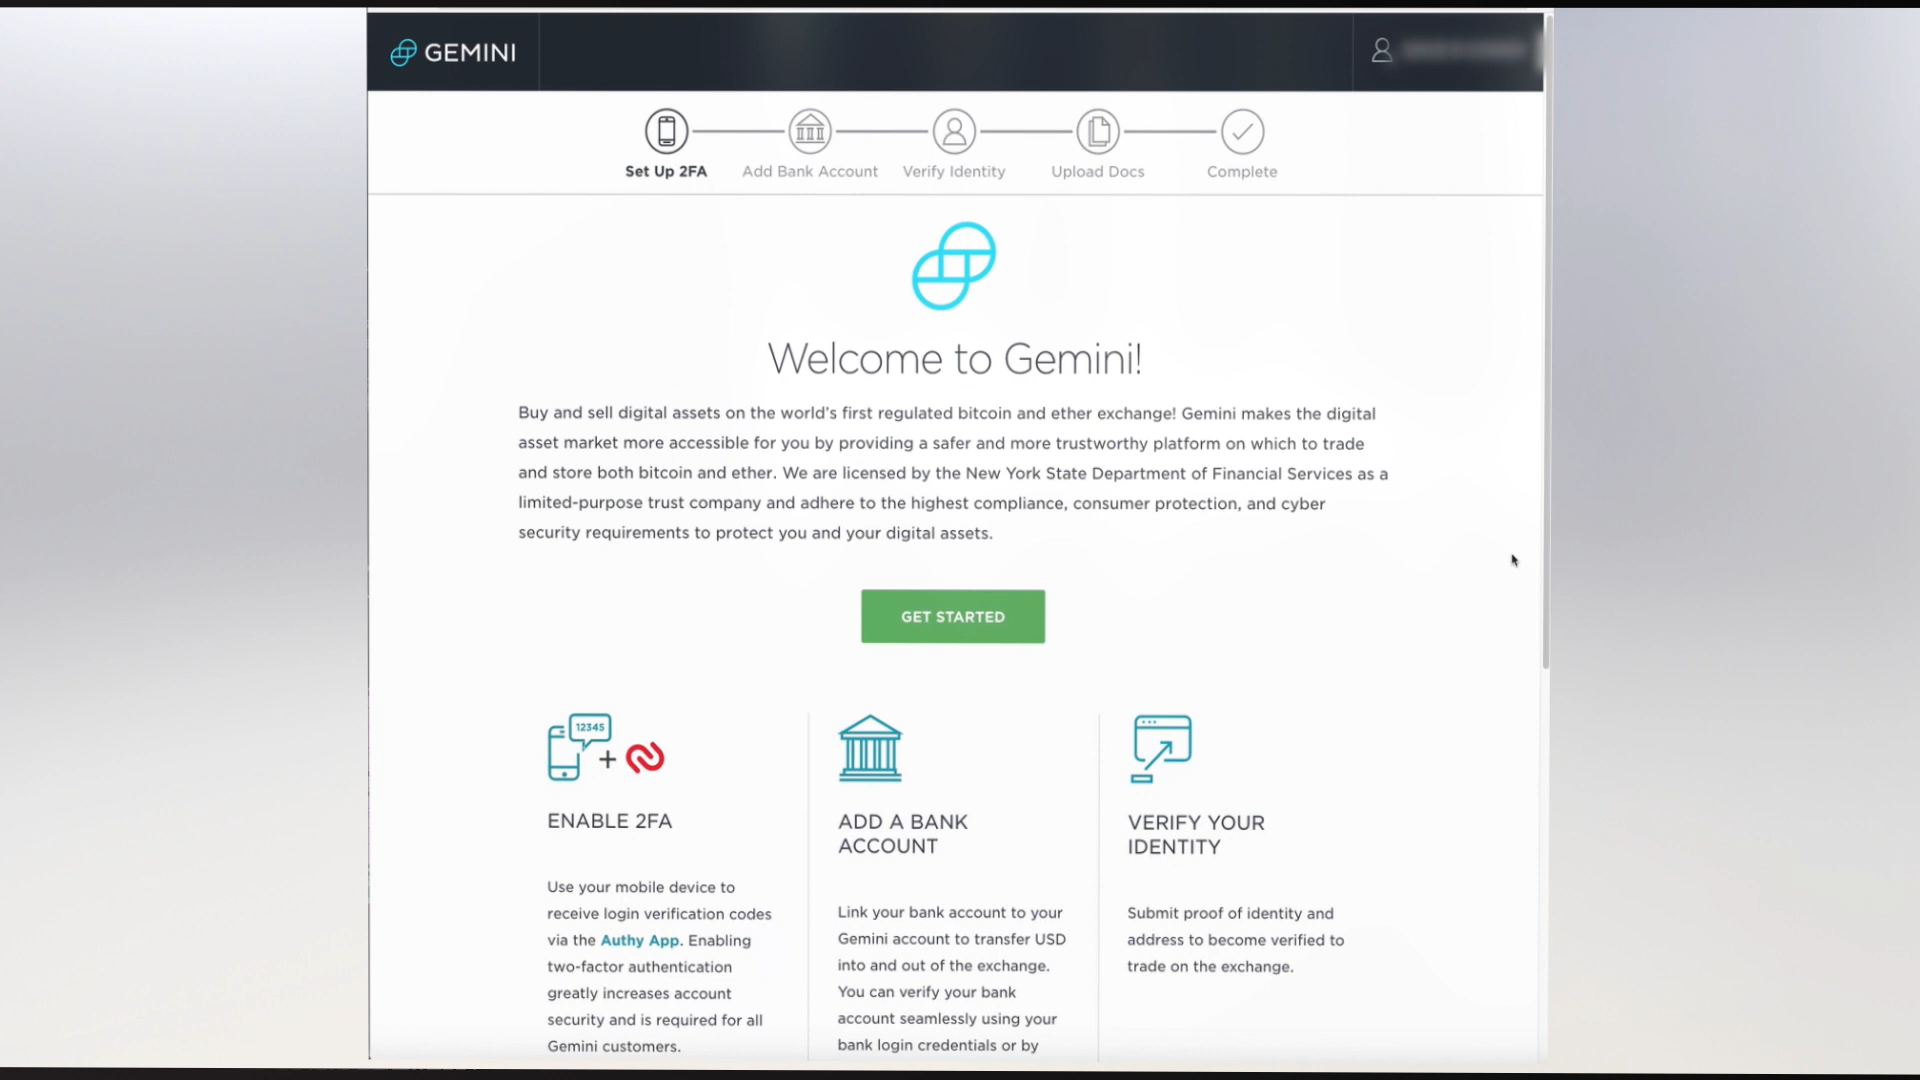 GEMINI
Set Up 2FA
Add Bank Account
Verify Identity
Upload Docs
Complete
Welcome to Gemini!
Buy and sell digital assets on the world's first regulated bitcoin and ether exchange! Gemini makes the digital
asset market more accessible for you by providing a safer and more trustworthy platform on which to trade
and store both bitcoin and ether. We are licensed by the New York State Department of Financial Services as a
limited-purpose trust company and adhere to the highest compliance, consumer protection, and cyber
security requirements to protect you and your digital assets.
GET STARTED
12345
ENABLE 2FA
Use your mobile device to
receive login verification codes
via the Authy App. Enabling
two-factor authentication
greatly increases account
security and is required for all
Gemini customers.
ADD A BANK
ACCOUNT
Link your bank account to your
Gemini account to transfer USD
into and out of the exchange.
You can verify your bank
account seamlessly using your
bank login credentials or by
VERIFY YOUR
IDENTITY
Submit proof of identity and
address to become verified to
trade on the exchange.